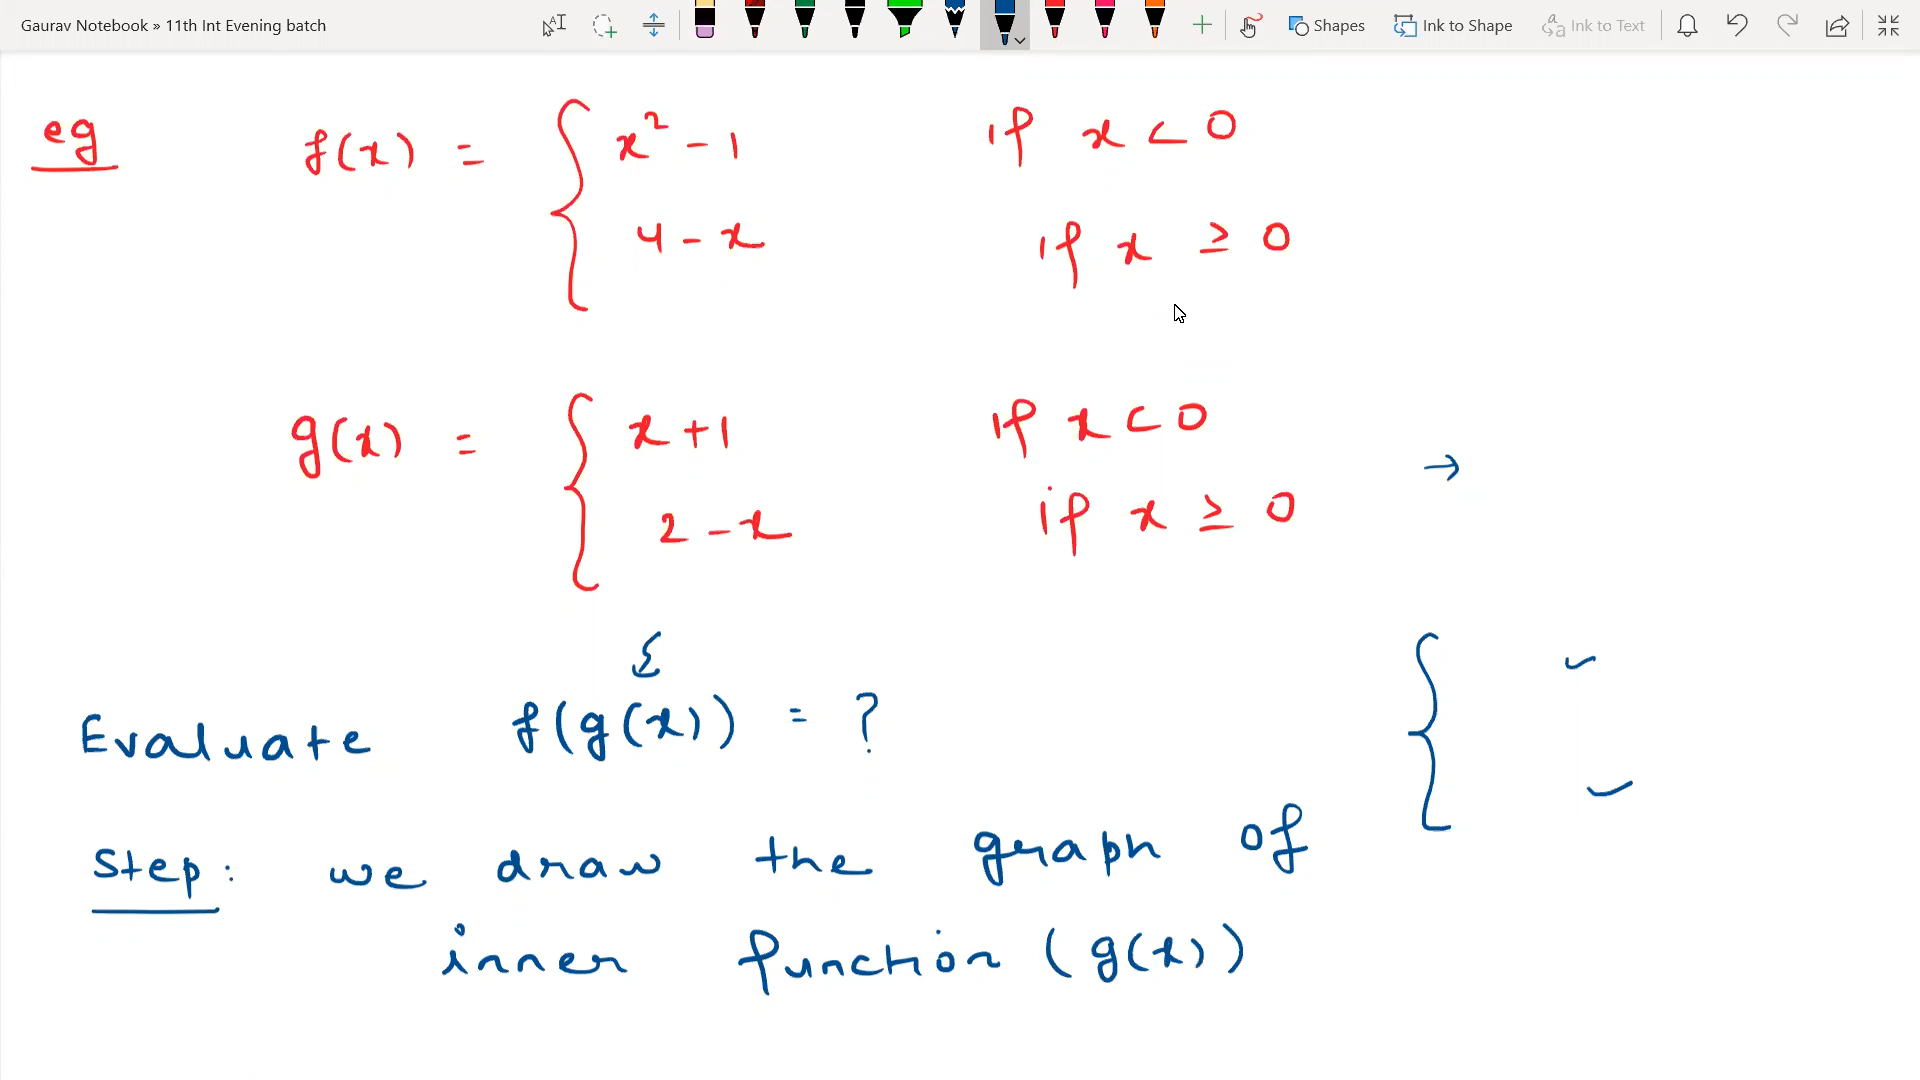 Gaurav Notebook » 11th Int Evening batch
Shapes Ink to Shape Ink to Text
eg f(x) = { x² - 1 if x < 0
4 - x if x ≥ 0
g(x) = { x + 1 if x < 0
2 - x if x ≥ 0 →
Evaluate f(g(x)) = ?
Step: we draw the graph of
inner function (g(x))